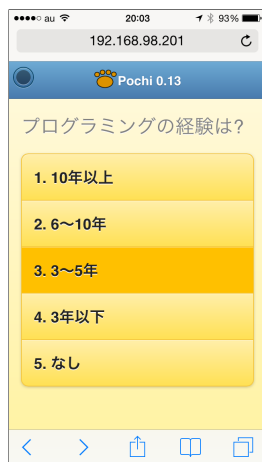 au 20:03 93%
192.168.98.201
Pochi 0.13
プログラミングの経験は?
1. 10年以上
2. 6〜10年
3. 3〜5年
4. 3年以下
5. なし